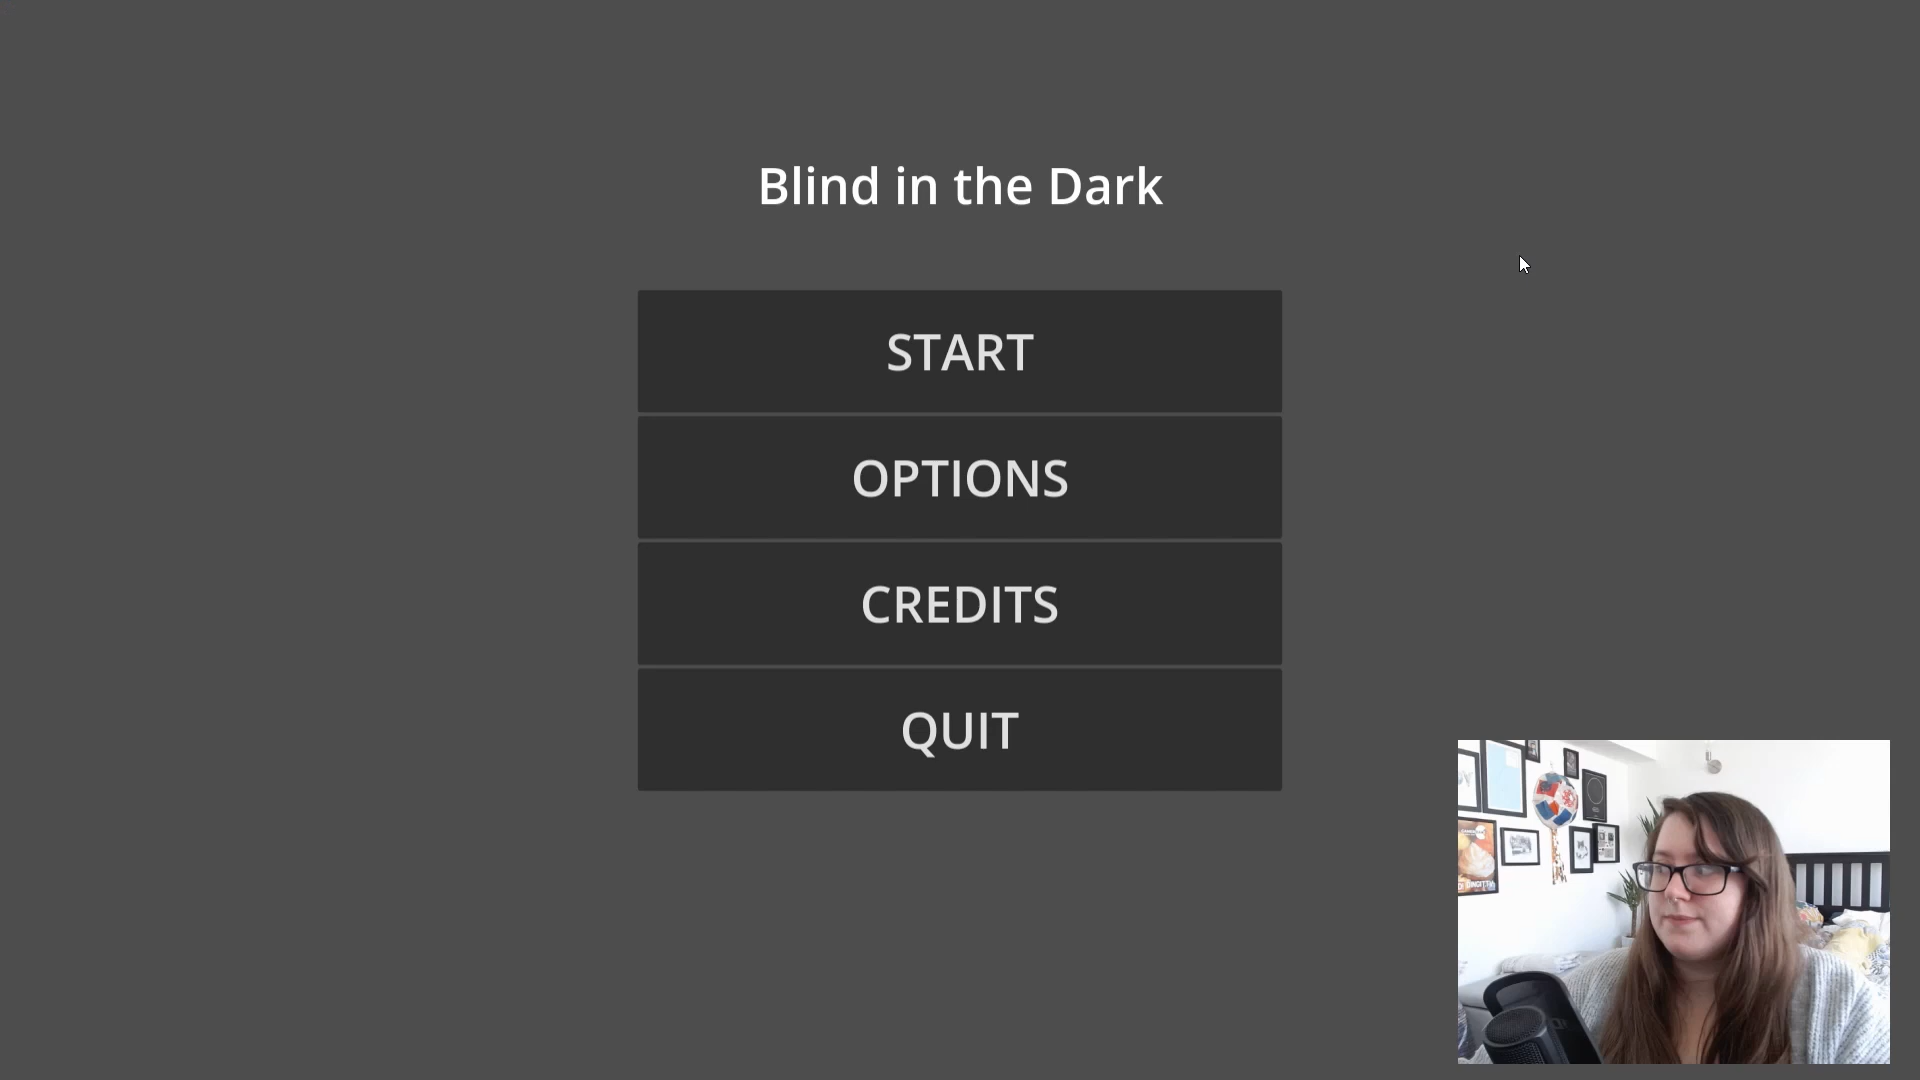 Blind in the Dark
START
OPTIONS
CREDITS
QUIT